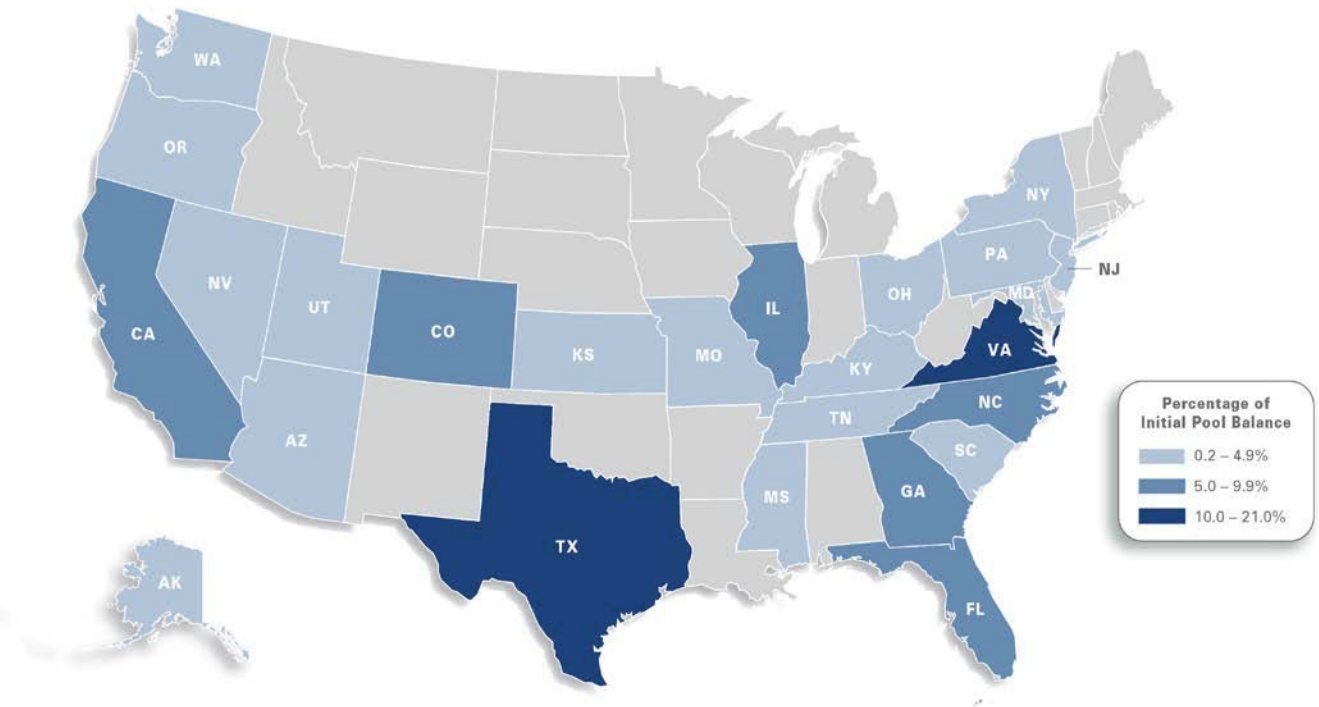 WA
OR
NY
PA
NJ
NV
OH
MD
UT
IL
CA
CO
VA
KS
MO
KY
NC
TN
AZ
SC
GA
MS
TX
AK
FL
Percentage of
Initial Pool Balance
0.2 – 4.9%
5.0 – 9.9%
10.0 – 21.0%